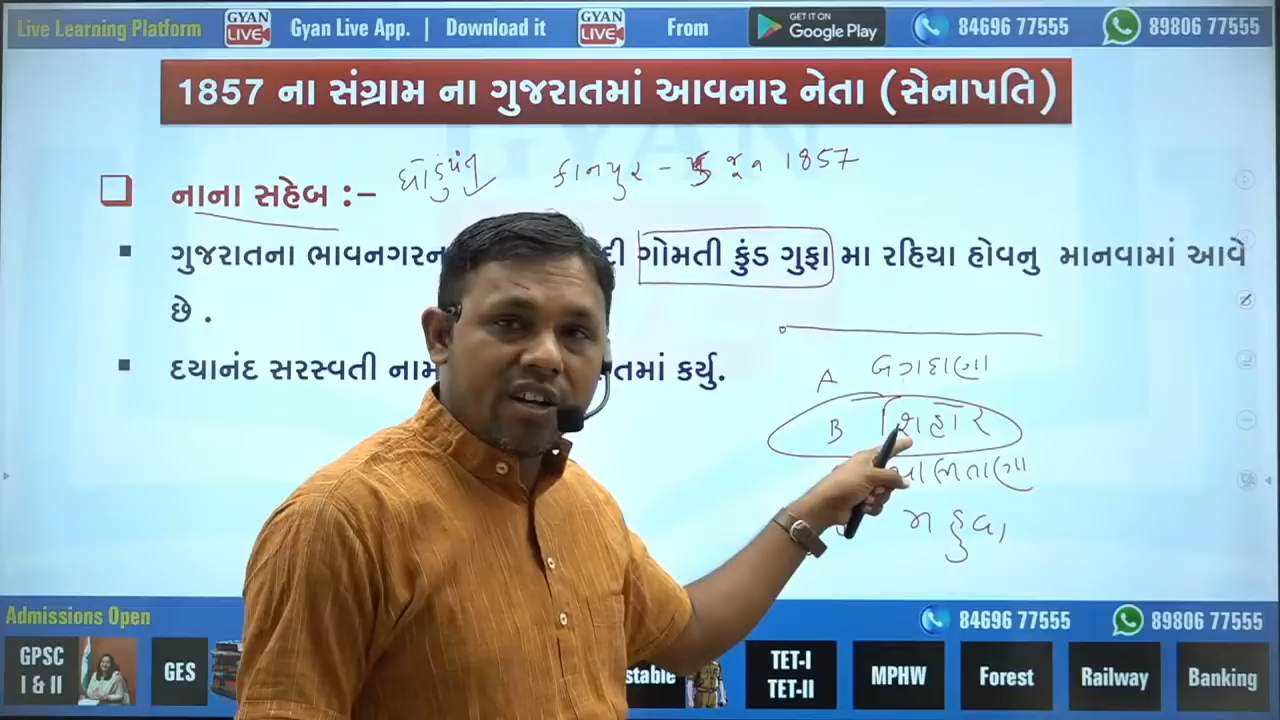 Live Learning Platform GYAN LIVE Gyan Live App. | Download it GYAN LIVE From GET IT ON Google Play 84696 77555 89806 77555
1857 ના સંગ્રામ ના ગુજરાતમાં આવનાર નેતા (સેનાપતિ)
ધોંડુપંત કાનપુર - જૂન 1857
નાના સહેબ :-
ગુજરાતના ભાવનગરન દી ગોમતી કુંડ ગુફા મા રહિયા હોવનુ માનવામાં આવે
છે .
દયાનંદ સરસ્વતી નામ તમાં કર્યુ.
A બગદાણા
B શિહોર
પાલિતાણા
મહુવા
Admissions Open 84696 77555 89806 77555
GPSC I & II GES stable TET-I TET-II MPHW Forest Railway Banking